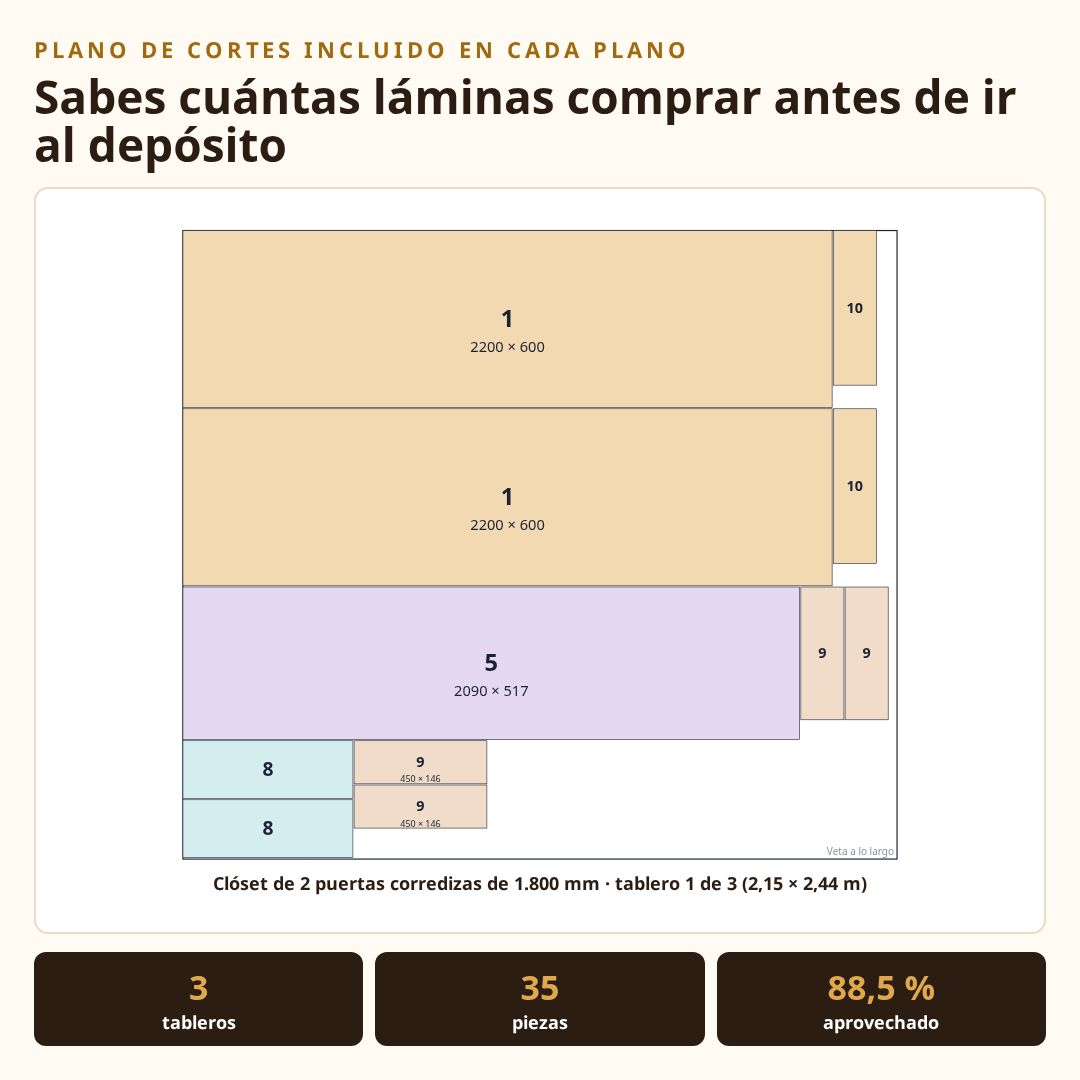 PLANO DE CORTES INCLUIDO EN CADA PLANO
Sabes cuántas láminas comprar antes de ir
al depósito
1
2200 × 600
10
1
2200 × 600
10
5
2090 × 517
9
9
8
9
450 × 146
8
9
450 × 146
Veta a lo largo
Clóset de 2 puertas corredizas de 1.800 mm · tablero 1 de 3 (2,15 × 2,44 m)
3
tableros
35
piezas
88,5 %
aprovechado